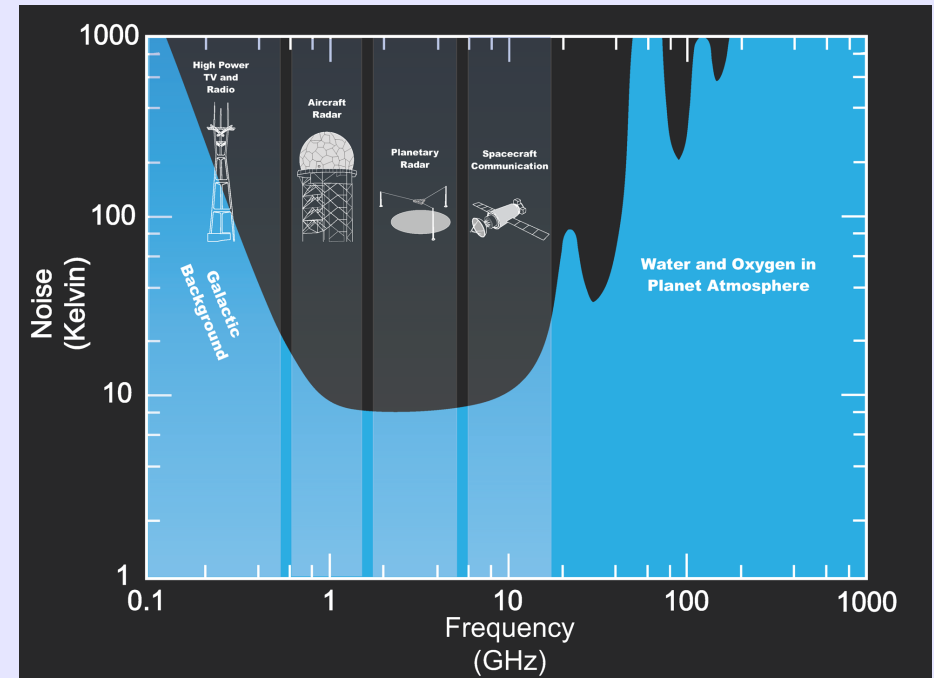 1000
100
10
1
Noise
(Kelvin)
High Power
TV and
Radio
Aircraft
Radar
Planetary
Radar
Spacecraft
Communication
Galactic
Background
Water and Oxygen in
Planet Atmosphere
0.1
1
10
100
1000
Frequency
(GHz)